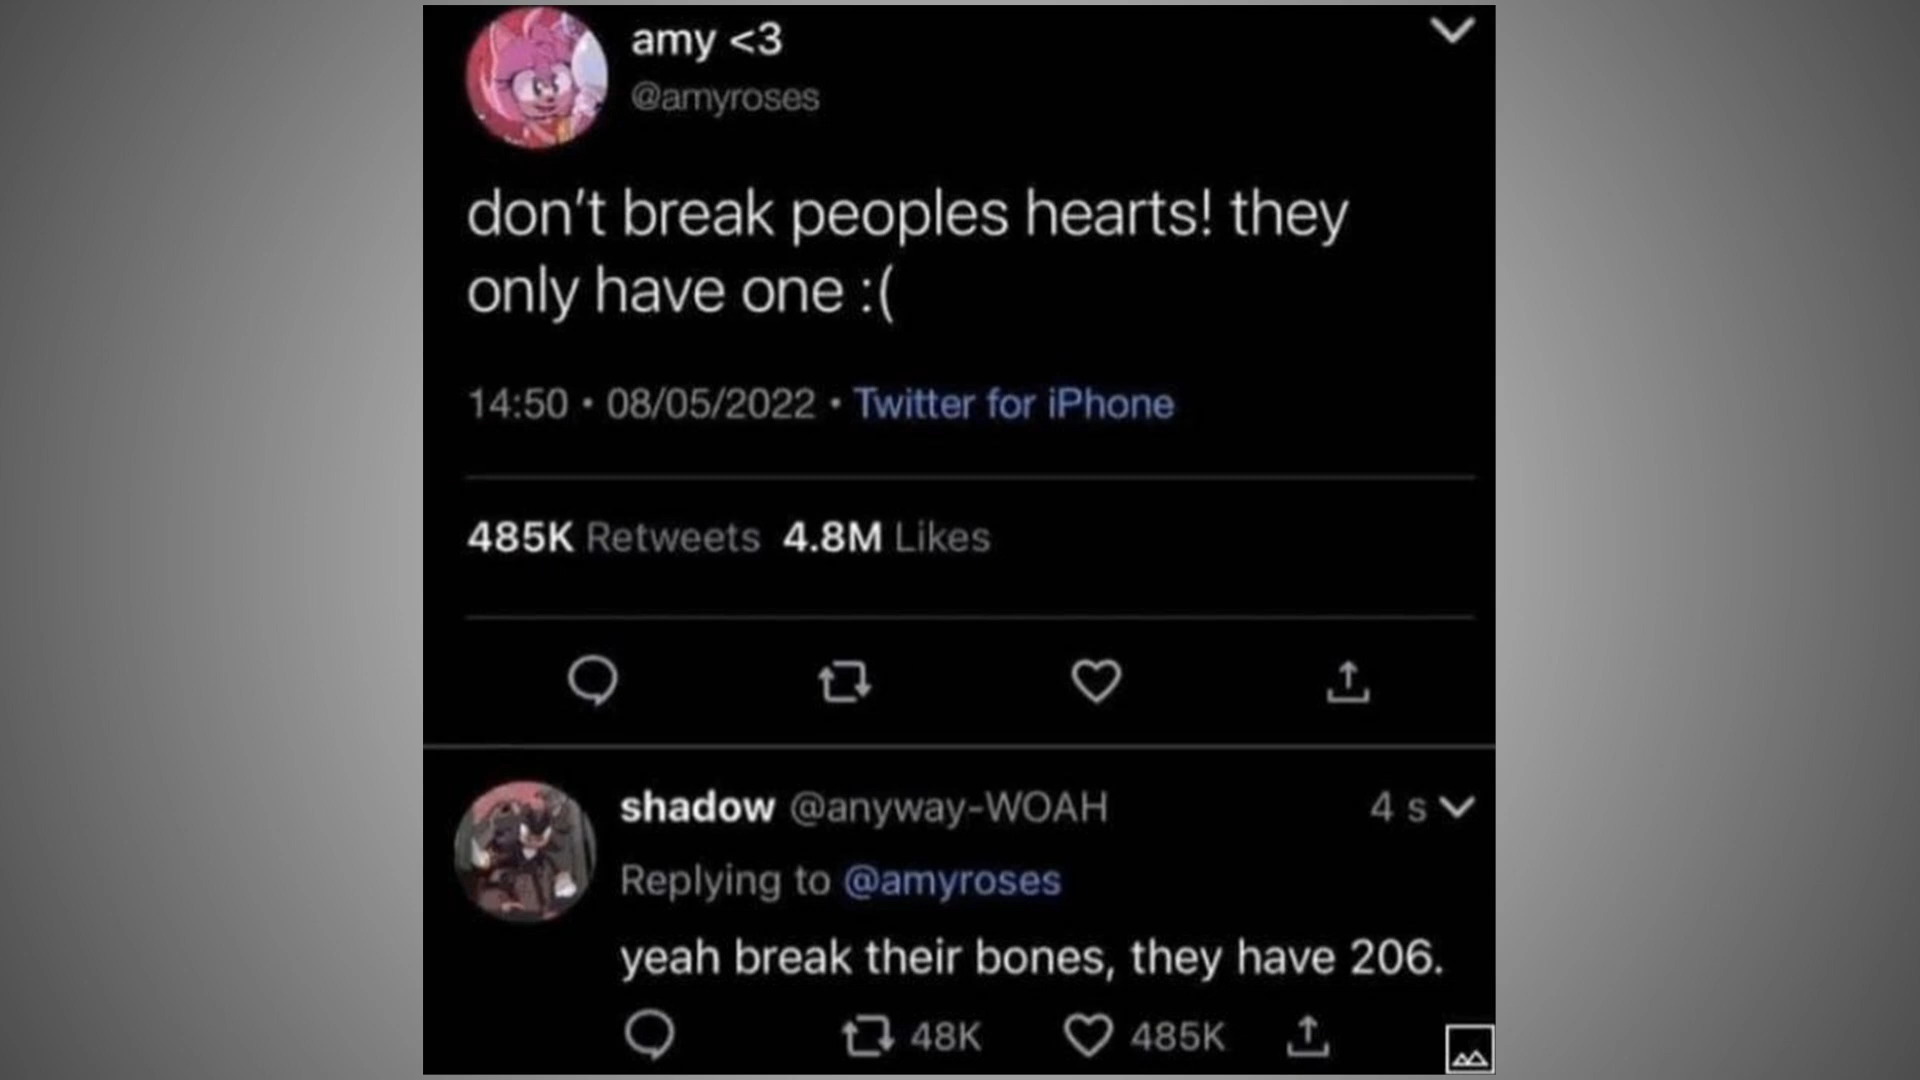 amy <3
@amyroses
don't break peoples hearts! they
only have one :(
14:50 • 08/05/2022 • Twitter for iPhone
485K Retweets 4.8M Likes
shadow @anyway-WOAH 4 s
Replying to @amyroses
yeah break their bones, they have 206.
48K 485K